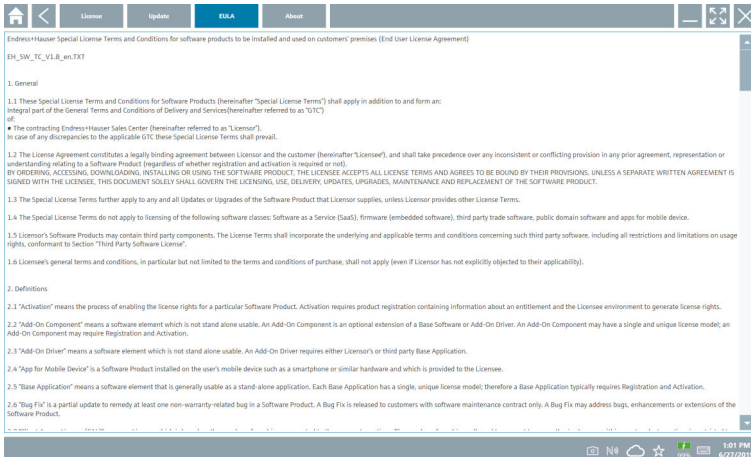 License Update EULA About
Endress+Hauser Special License Terms and Conditions for software products to be installed and used on customers' premises (End User License Agreement)
EH_SW_TC_V1.8_en.TXT
1. General
1.1 These Special License Terms and Conditions for Software Products (hereinafter "Special License Terms") shall apply in addition to and form an:
Integral part of the General Terms and Conditions of Delivery and Services(hereinafter referred to as "GTC")
of:
● The contracting Endress+Hauser Sales Center (hereinafter referred to as "Licensor").
In case of any discrepancies to the applicable GTC these Special License Terms shall prevail.
1.2 The License Agreement constitutes a legally binding agreement between Licensor and the customer (hereinafter "Licensee"), and shall take precedence over any inconsistent or conflicting provision in any prior agreement, representation or
understanding relating to a Software Product (regardless of whether registration and activation is required or not).
BY ORDERING, ACCESSING, DOWNLOADING, INSTALLING OR USING THE SOFTWARE PRODUCT, THE LICENSEE ACCEPTS ALL LICENSE TERMS AND AGREES TO BE BOUND BY THEIR PROVISIONS. UNLESS A SEPARATE WRITTEN AGREEMENT IS
SIGNED WITH THE LICENSEE, THIS DOCUMENT SOLELY SHALL GOVERN THE LICENSING, USE, DELIVERY, UPDATES, UPGRADES, MAINTENANCE AND REPLACEMENT OF THE SOFTWARE PRODUCT.
1.3 The Special License Terms further apply to any and all Updates or Upgrades of the Software Product that Licensor supplies, unless Licensor provides other License Terms.
1.4 The Special License Terms do not apply to licensing of the following software classes: Software as a Service (SaaS), firmware (embedded software), third party trade software, public domain software and apps for mobile device.
1.5 Licensor's Software Products may contain third party components. The License Terms shall incorporate the underlying and applicable terms and conditions concerning such third party software, including all restrictions and limitations on usage
rights, conformant to Section "Third Party Software License".
1.6 Licensee's general terms and conditions, in particular but not limited to the terms and conditions of purchase, shall not apply (even if Licensor has not explicitly objected to their applicability).
2. Definitions
2.1 "Activation" means the process of enabling the license rights for a particular Software Product. Activation requires product registration containing information about an entitlement and the Licensee environment to generate license rights.
2.2 "Add-On Component" means a software element which is not stand alone usable. An Add-On Component is an optional extension of a Base Software or Add-On Driver. An Add-On Component may have a single and unique license model; an
Add-On Component may require Registration and Activation.
2.3 "Add-On Driver" means a software element which is not stand alone usable. An Add-On Driver requires either Licensor's or third party Base Application.
2.4 "App for Mobile Device" is a Software Product installed on the user's mobile device such as a smartphone or similar hardware and which is provided to the Licensee.
2.5 "Base Application" means a software element that is generally usable as a stand-alone application. Each Base Application has a single, unique license model; therefore a Base Application typically requires Registration and Activation.
2.6 "Bug Fix" is a partial update to remedy at least one non-warranty-related bug in a Software Product. A Bug Fix is released to customers with software maintenance contract only. A Bug Fix may address bugs, enhancements or extensions of the
Software Product.
99% 1:01 PM